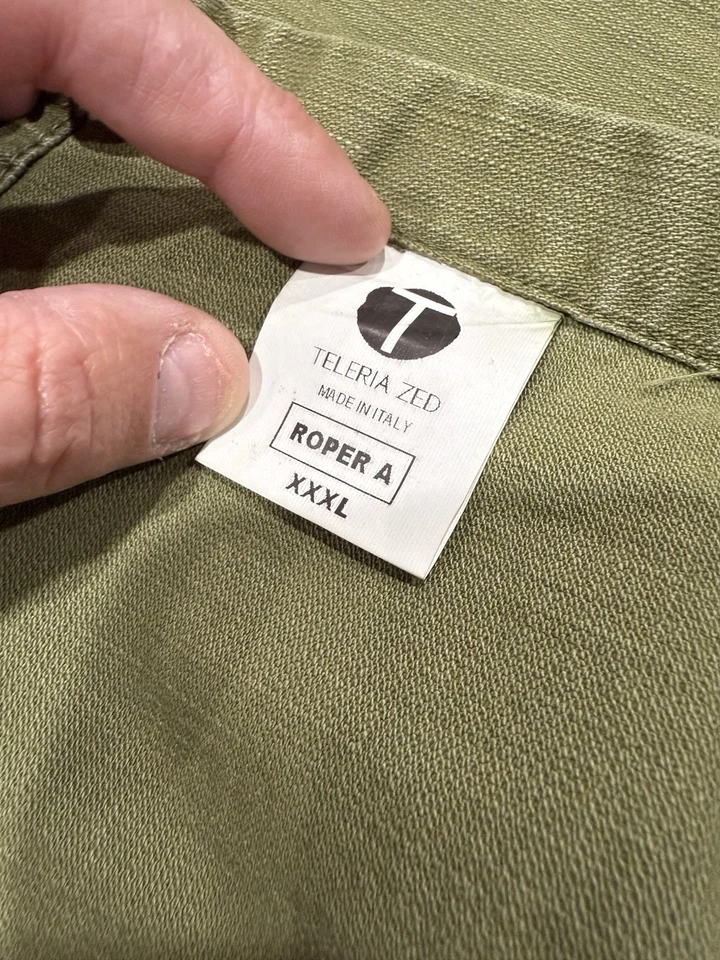 T
TELERIA ZED
MADE IN ITALY
ROPER A
XXXL